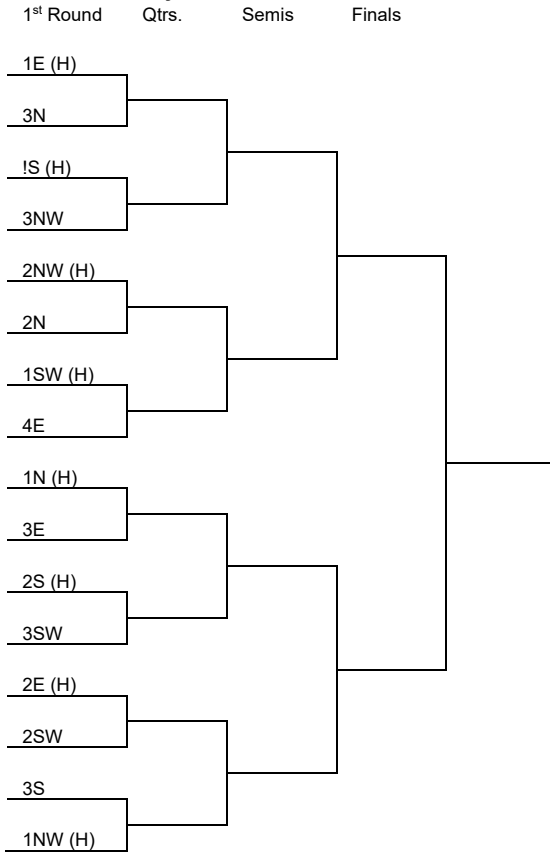 1st Round Qtrs. Semis Finals
1E (H)
3N
!S (H)
3NW
2NW (H)
2N
1SW (H)
4E
1N (H)
3E
2S (H)
3SW
2E (H)
2SW
3S
1NW (H)